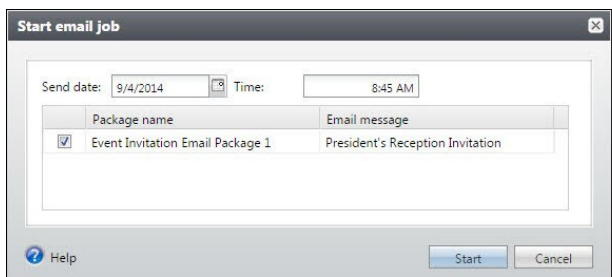 Start email job
Send date: 9/4/2014 Time: 8:45 AM
Package name Email message
Event Invitation Email Package 1 President's Reception Invitation
Help Start Cancel